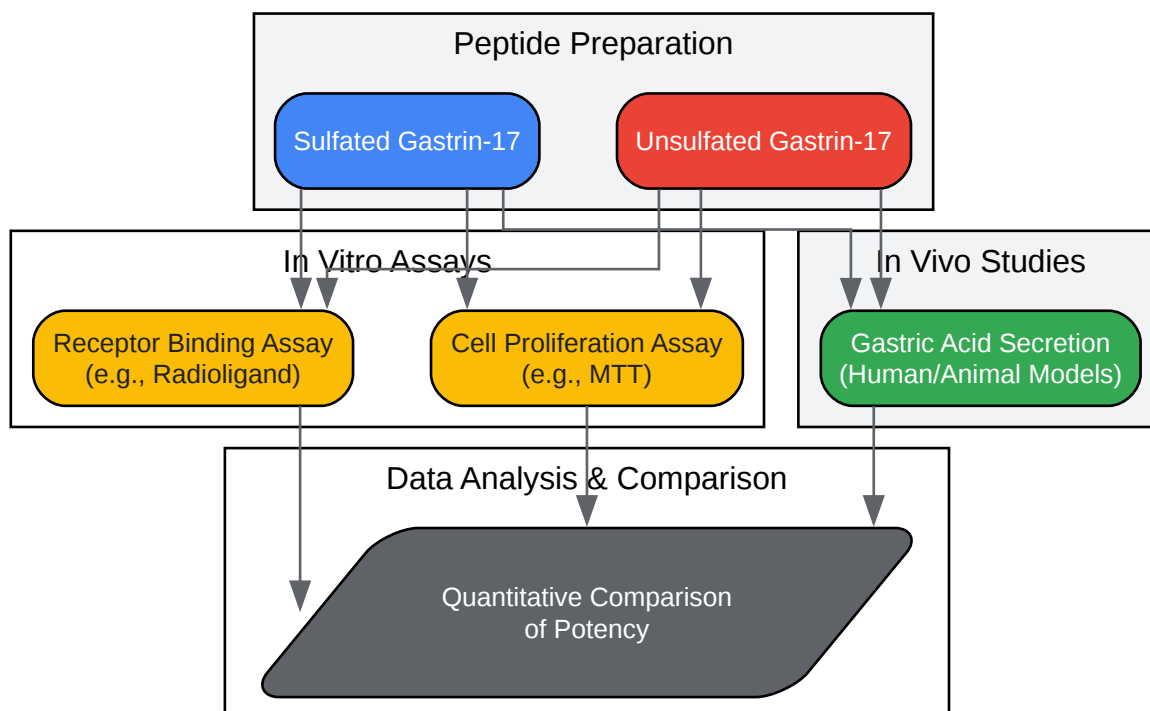 Peptide Preparation
Sulfated Gastrin-17
Unsulfated Gastrin-17
In Vitro Assays
In Vivo Studies
Receptor Binding Assay
(e.g., Radioligand)
Cell Proliferation Assay
(e.g., MTT)
Gastric Acid Secretion
(Human/Animal Models)
Data Analysis & Comparison
Quantitative Comparison
of Potency